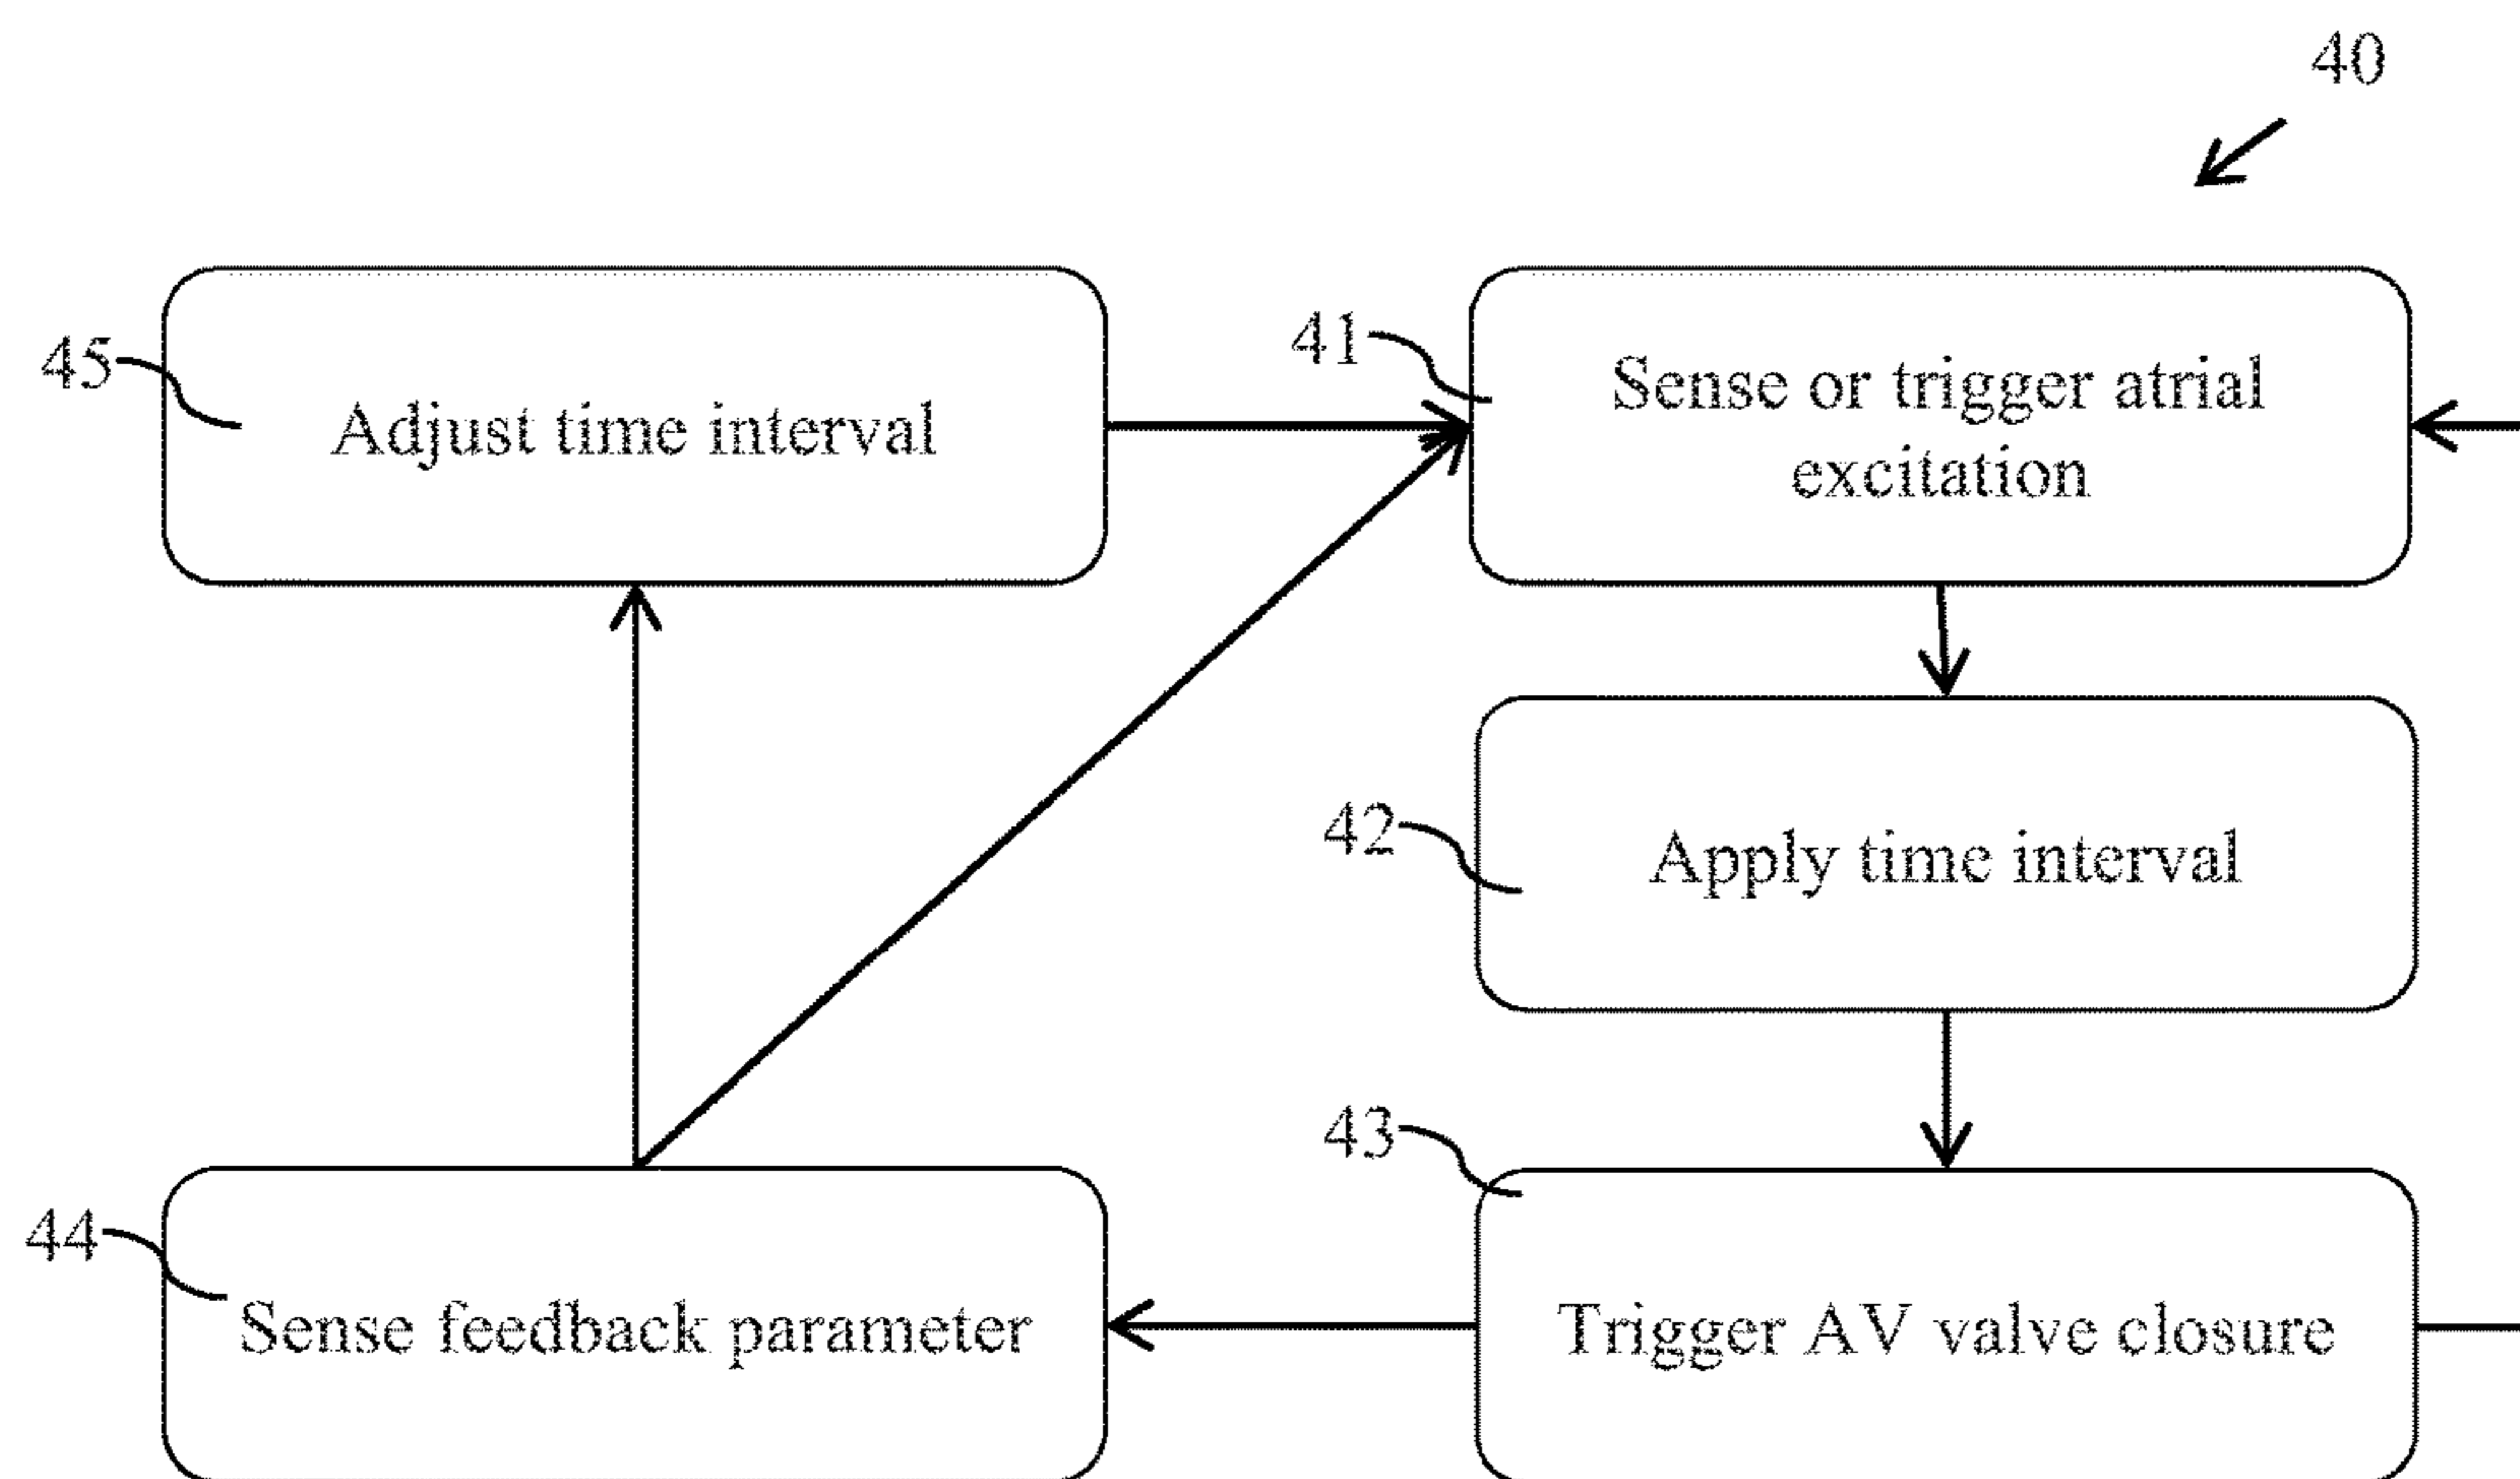 40
45
Adjust time interval
41
Sense or trigger atrial
excitation
42
Apply time interval
43
Trigger AV valve closure
44
Sense feedback parameter